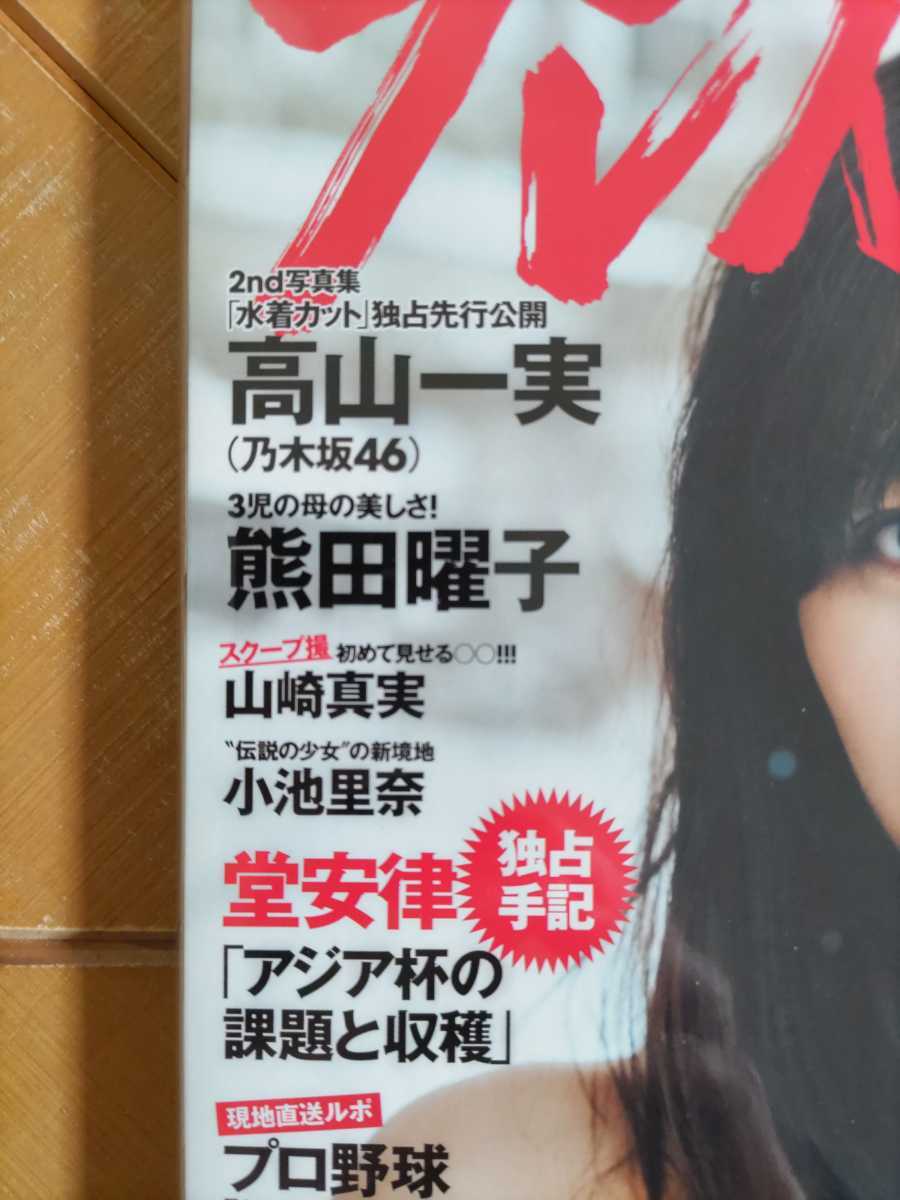 プレイ
2nd写真集
「水着カット」独占先行公開
高山一実
(乃木坂46)
3児の母の美しさ!
熊田曜子
スクープ撮 初めて見せる○○!!!
山崎真実
“伝説の少女”の新境地
小池里奈
堂安律
独占
手記
「アジア杯の
課題と収穫」
現地直送ルポ
プロ野球